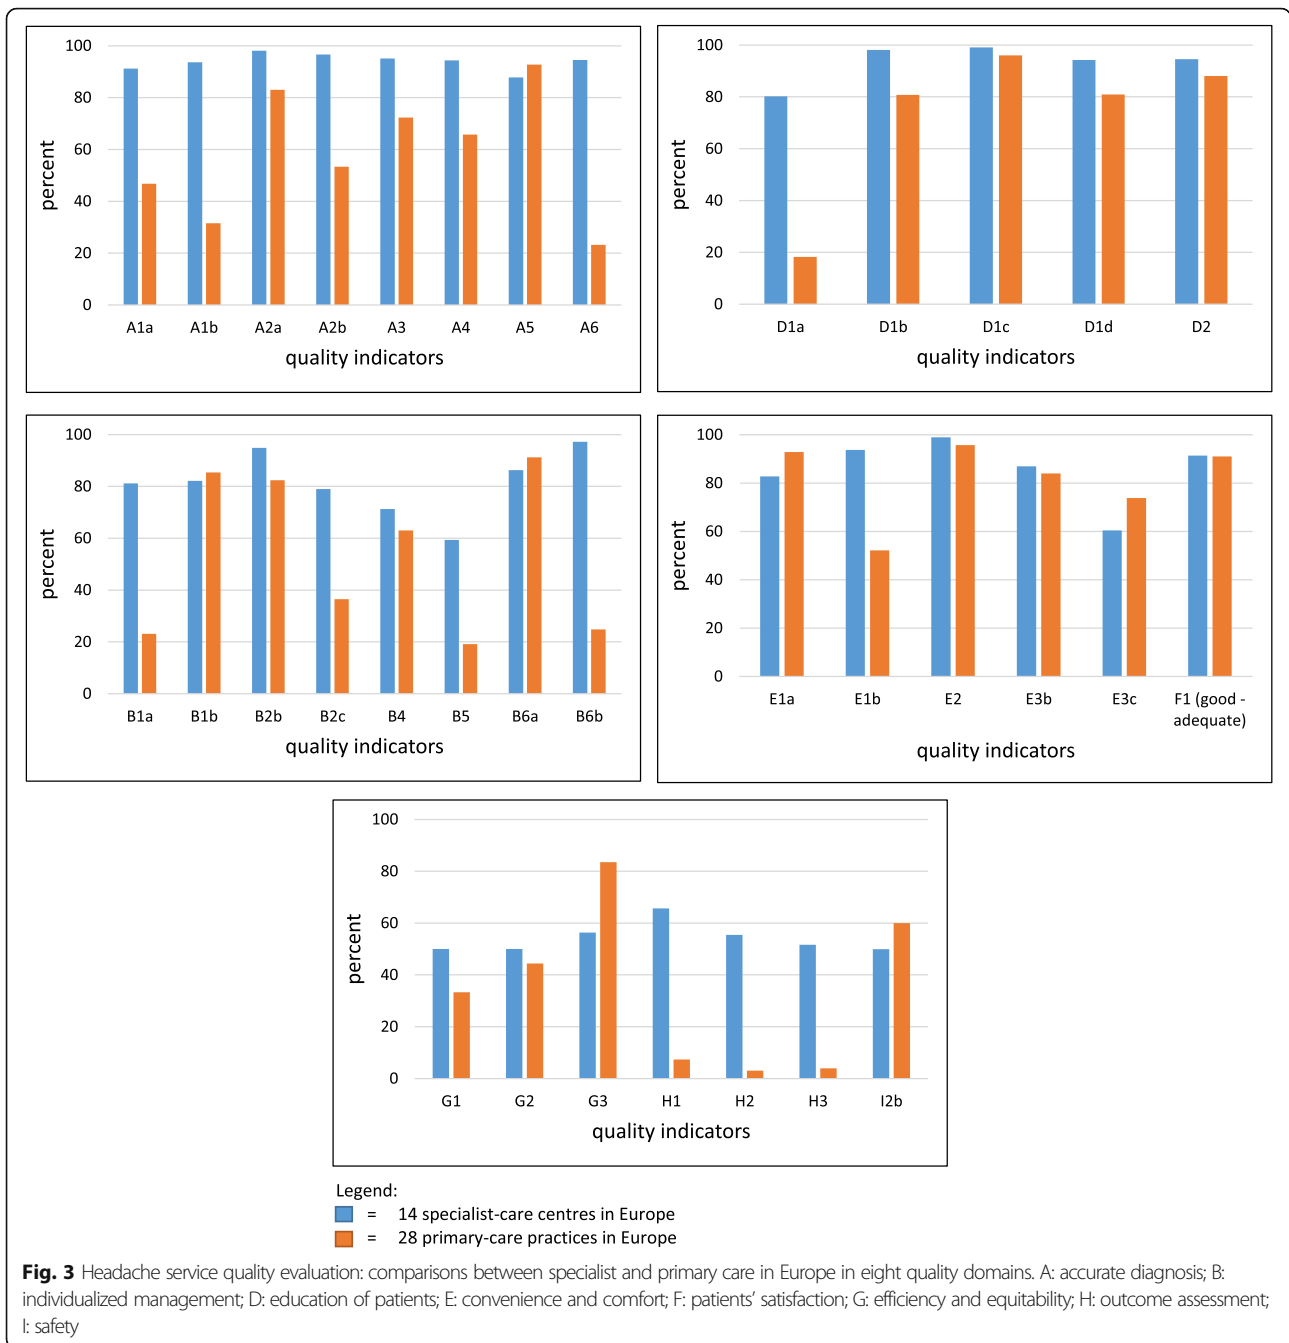 100
80
60
40
20
0
percent
A1a A1b A2a A2b A3 A4 A5 A6
quality indicators
100
80
60
40
20
0
percent
D1a D1b D1c D1d D2
quality indicators
100
80
60
40
20
0
percent
B1a B1b B2b B2c B4 B5 B6a B6b
quality indicators
100
80
60
40
20
0
percent
E1a E1b E2 E3b E3c F1 (good -
adequate)
quality indicators
100
80
60
40
20
0
percent
G1 G2 G3 H1 H2 H3 I2b
quality indicators
Legend:
= 14 specialist-care centres in Europe
= 28 primary-care practices in Europe
Fig. 3 Headache service quality evaluation: comparisons between specialist and primary care in Europe in eight quality domains. A: accurate diagnosis; B:
individualized management; D: education of patients; E: convenience and comfort; F: patients’ satisfaction; G: efficiency and equitability; H: outcome assessment;
I: safety